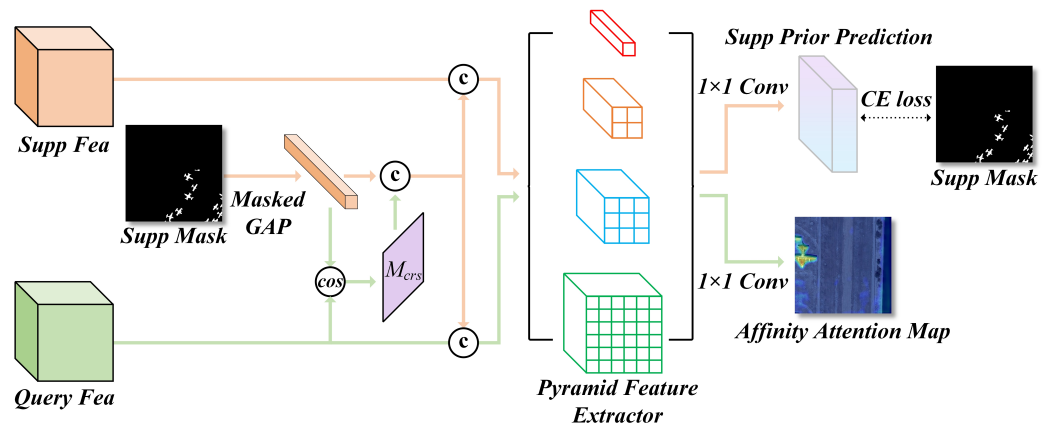 Supp Fea
Supp Mask
Masked
GAP
c
c
cos
M_crs
c
Query Fea
Pyramid Feature
Extractor
1×1 Conv
1×1 Conv
Supp Prior Prediction
CE loss
Supp Mask
Affinity Attention Map